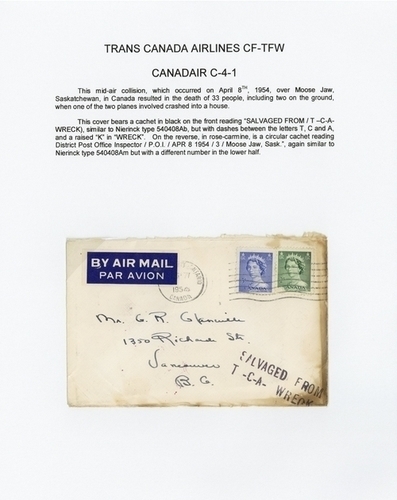 TRANS CANADA AIRLINES CF-TFW
CANADAIR C-4-1
This mid-air collision, which occurred on April 8TH, 1954, over Moose Jaw,
Saskatchewan, in Canada resulted in the death of 33 people, including two on the ground,
when one of the two planes involved crashed into a house.
This cover bears a cachet in black on the front reading "SALVAGED FROM / T –C-A-
WRECK), similar to Nierinck type 540408Ab, but with dashes between the letters T, C and A,
and a raised "K" in "WRECK". On the reverse, in rose-carmine, is a circular cachet reading
District Post Office Inspector / P.O.I. / APR 8 1954 / 3 / Moose Jaw, Sask.", again similar to
Nierinck type 540408Am but with a different number in the lower half.
BY AIR MAIL
PAR AVION
1954
CANADA
CANADA
CANADA
Mr. G. R.
1350 Richard St.
Vancouver
B.C.
SALVAGED FROM
T -C-A- WRECK